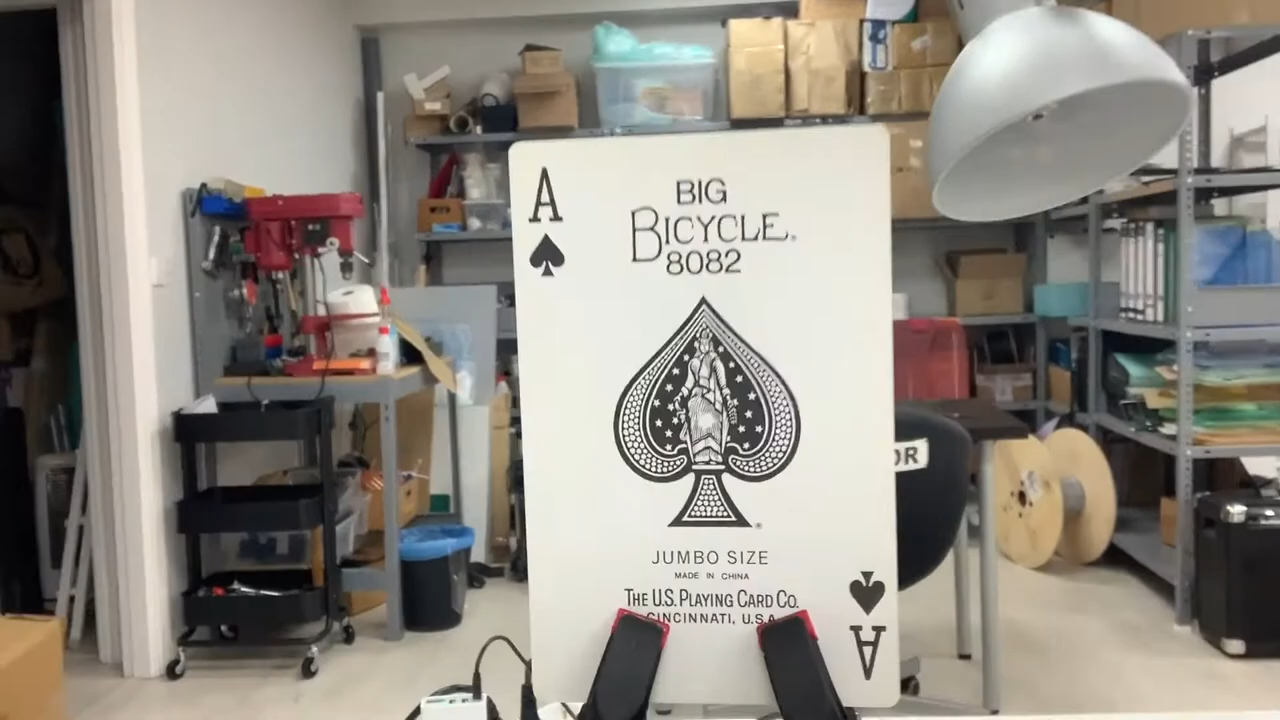 A
BIG
BICYCLE.
8082
JUMBO SIZE
MADE IN CHINA
THE U.S. PLAYING CARD CO.
CINCINNATI, U.S.A.
A
OR